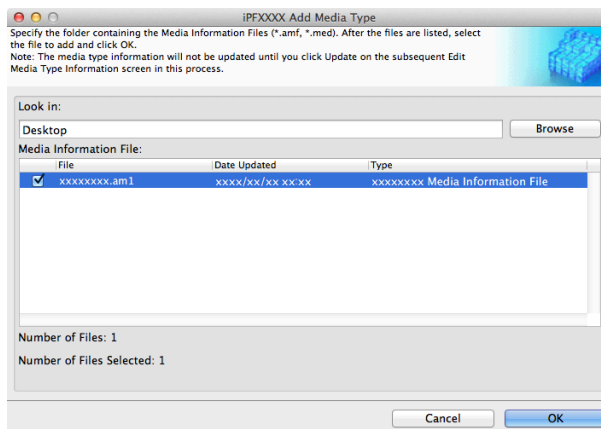 iPFXXXX Add Media Type
Specify the folder containing the Media Information Files (*.amf, *.med). After the files are listed, select
the file to add and click OK.
Note: The media type information will not be updated until you click Update on the subsequent Edit
Media Type Information screen in this process.
Look in:
Desktop Browse
Media Information File:
File Date Updated Type
xxxxxxxx.am1 xxxx/xx/xx xx:xx xxxxxxxx Media Information File
Number of Files: 1
Number of Files Selected: 1
Cancel OK